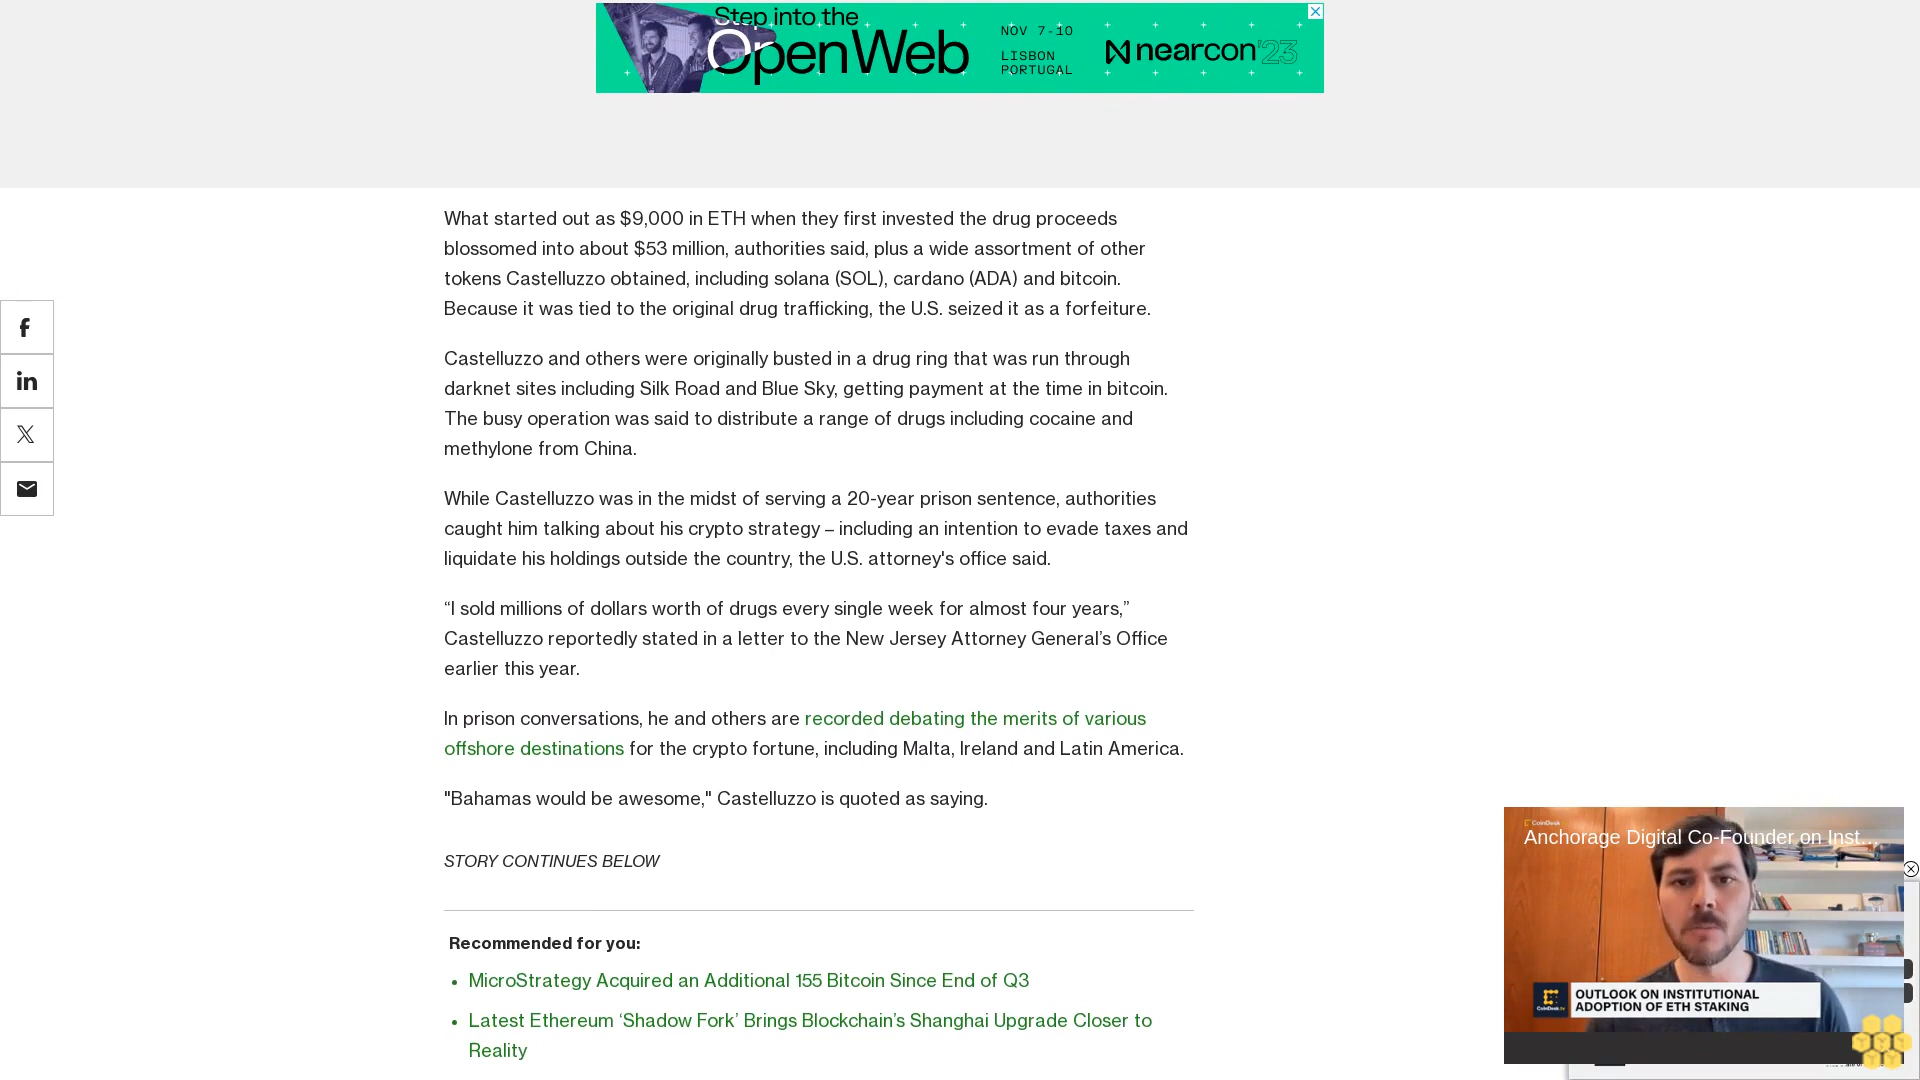 Step into the
OpenWeb
NOV 7-10
LISBON
PORTUGAL
nearcon'23
What started out as $9,000 in ETH when they first invested the drug proceeds
blossomed into about $53 million, authorities said, plus a wide assortment of other
tokens Castelluzzo obtained, including solana (SOL), cardano (ADA) and bitcoin.
Because it was tied to the original drug trafficking, the U.S. seized it as a forfeiture.
Castelluzzo and others were originally busted in a drug ring that was run through
darknet sites including Silk Road and Blue Sky, getting payment at the time in bitcoin.
The busy operation was said to distribute a range of drugs including cocaine and
methylone from China.
While Castelluzzo was in the midst of serving a 20-year prison sentence, authorities
caught him talking about his crypto strategy – including an intention to evade taxes and
liquidate his holdings outside the country, the U.S. attorney's office said.
“I sold millions of dollars worth of drugs every single week for almost four years,”
Castelluzzo reportedly stated in a letter to the New Jersey Attorney General’s Office
earlier this year.
In prison conversations, he and others are recorded debating the merits of various
offshore destinations for the crypto fortune, including Malta, Ireland and Latin America.
"Bahamas would be awesome," Castelluzzo is quoted as saying.
STORY CONTINUES BELOW
Recommended for you:
• MicroStrategy Acquired an Additional 155 Bitcoin Since End of Q3
• Latest Ethereum ‘Shadow Fork’ Brings Blockchain’s Shanghai Upgrade Closer to
Reality
CoinDesk
Anchorage Digital Co-Founder on Inst...
OUTLOOK ON INSTITUTIONAL
ADOPTION OF ETH STAKING
CoinDesk.tv